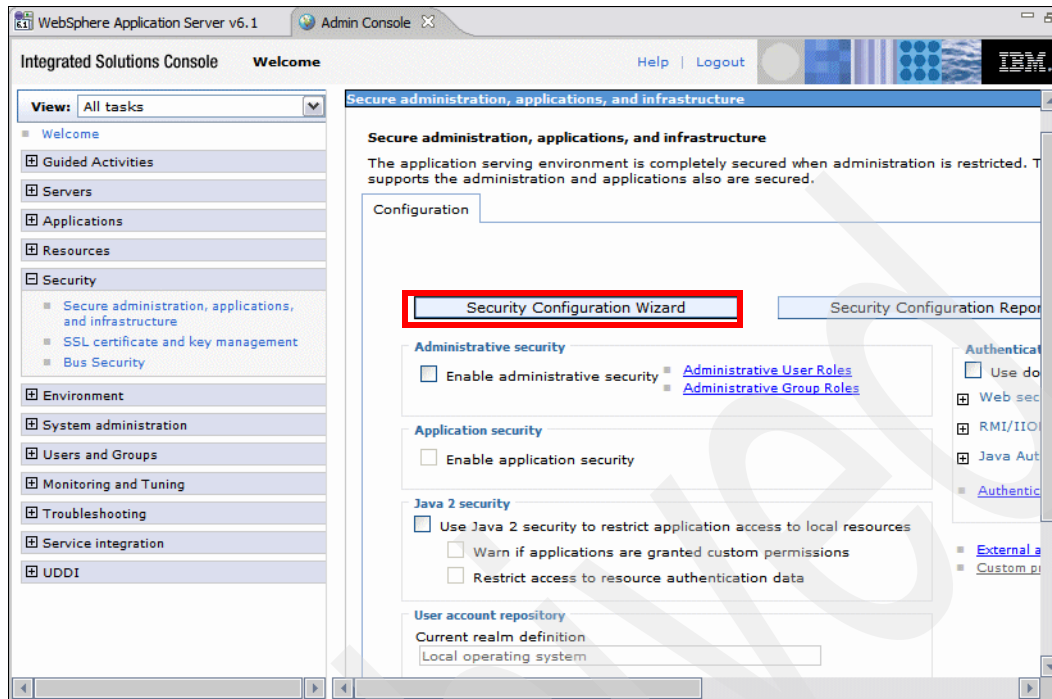 WebSphere Application Server v6.1
Admin Console
Integrated Solutions Console Welcome
Help | Logout
IBM.
View: All tasks
Welcome
Guided Activities
Servers
Applications
Resources
Security
Secure administration, applications,
and infrastructure
SSL certificate and key management
Bus Security
Environment
System administration
Users and Groups
Monitoring and Tuning
Troubleshooting
Service integration
UDDI
Secure administration, applications, and infrastructure
Secure administration, applications, and infrastructure
The application serving environment is completely secured when administration is restricted. T
supports the administration and applications also are secured.
Configuration
Security Configuration Wizard
Security Configuration Repor
Administrative security
Enable administrative security
Administrative User Roles
Administrative Group Roles
Application security
Enable application security
Java 2 security
Use Java 2 security to restrict application access to local resources
Warn if applications are granted custom permissions
Restrict access to resource authentication data
User account repository
Current realm definition
Local operating system
Authenticat
Use do
Web sec
RMI/IIO
Java Aut
Authentic
External a
Custom p